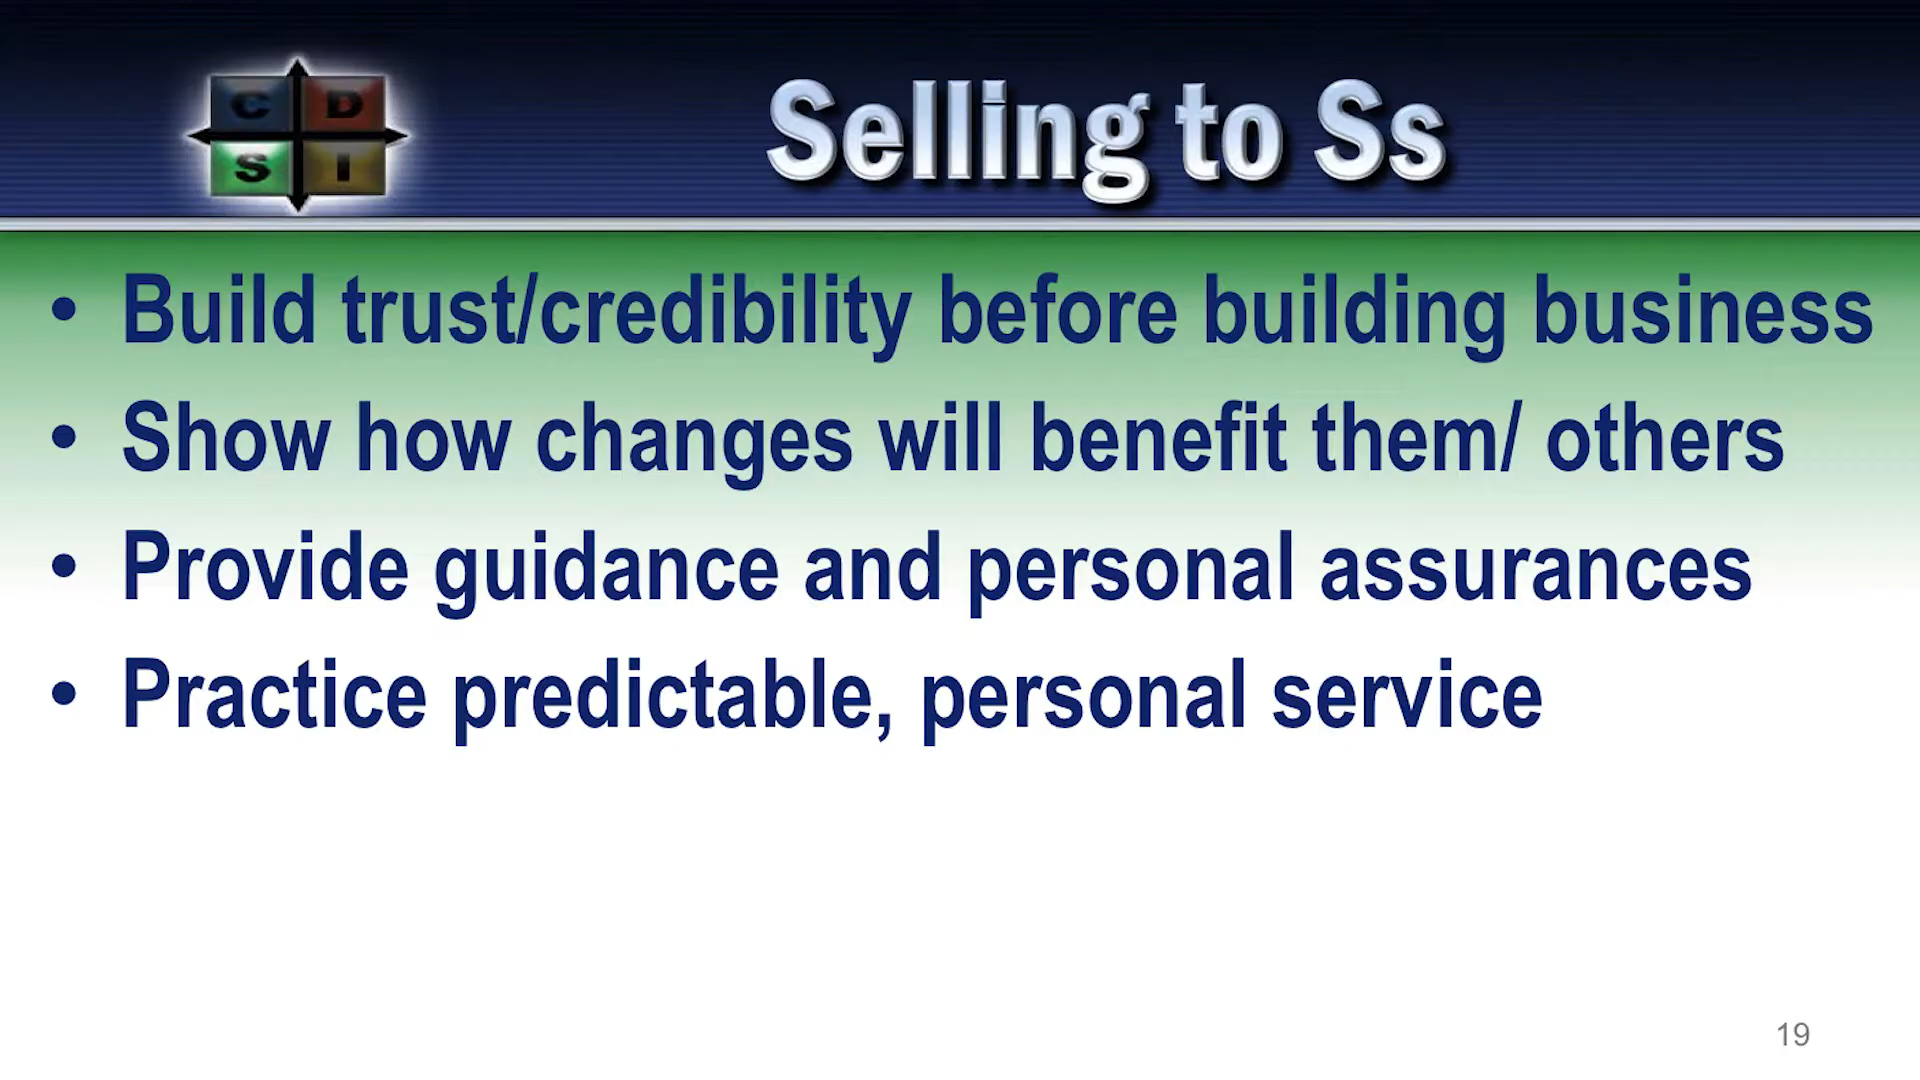 C D
S I
Selling to Ss
• Build trust/credibility before building business
• Show how changes will benefit them/ others
• Provide guidance and personal assurances
• Practice predictable, personal service
19